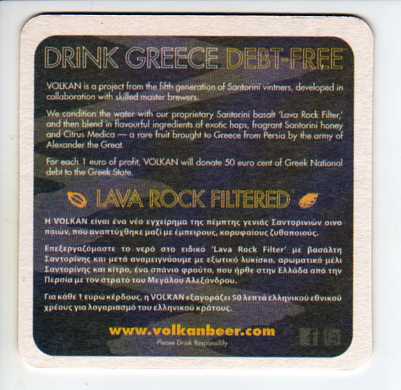 DRINK GREECE DEBT-FREE
VOLKAN is a project from the fifth generation of Santorini vintners, developed in
collaboration with skilled master brewers.
We condition the water with our proprietary Santorini basalt 'Lava Rock Filter,'
and then blend in flavourful ingredients of exotic hops, fragrant Santorini honey
and Citrus Medica — a rare fruit brought to Greece from Persia by the army of
Alexander the Great.
For each 1 euro of profit, VOLKAN will donate 50 euro cent of Greek National
debt to the Greek State.
LAVA ROCK FILTERED
Η VOLKAN είναι ένα νέο εγχείρημα της πέμπτης γενιάς Σαντορινιών οινο
ποιών, που αναπτύχθηκε μαζί με έμπειρους, κορυφαίους ζυθοποιούς.
Επεξεργαζόμαστε το νερό στο ειδικό 'Lava Rock Filter' με βασάλτη
Σαντορίνης και μετά αναμειγνύουμε με εξωτικό λυκίσκο, αρωματικό μέλι
Σαντορίνης και κίτρο, ένα σπάνιο φρούτο, που ήρθε στην Ελλάδα από την
Περσία με τον στρατό του Μεγάλου Αλεξάνδρου.
Για κάθε 1 ευρώ κέρδους, η VOLKAN εξαγοράζει 50 λεπτά ελληνικού εθνικού
χρέους για λογαριασμό του ελληνικού κράτους.
www.volkanbeer.com
Please Drink Responsibly